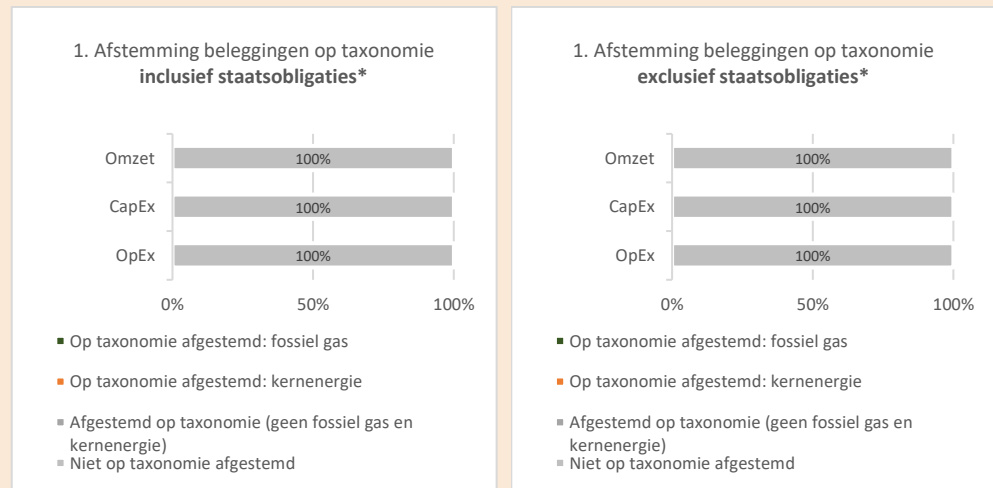 1. Afstemming beleggingen op taxonomie
inclusief staatsobligaties*
Omzet
100%
CapEx
100%
OpEx
100%
0%
50%
100%
Op taxonomie afgestemd: fossiel gas
Op taxonomie afgestemd: kernenergie
Afgestemd op taxonomie (geen fossiel gas en
kernenergie)
Niet op taxonomie afgestemd
1. Afstemming beleggingen op taxonomie
exclusief staatsobligaties*
Omzet
100%
CapEx
100%
OpEx
100%
0%
50%
100%
Op taxonomie afgestemd: fossiel gas
Op taxonomie afgestemd: kernenergie
Afgestemd op taxonomie (geen fossiel gas en
kernenergie)
Niet op taxonomie afgestemd